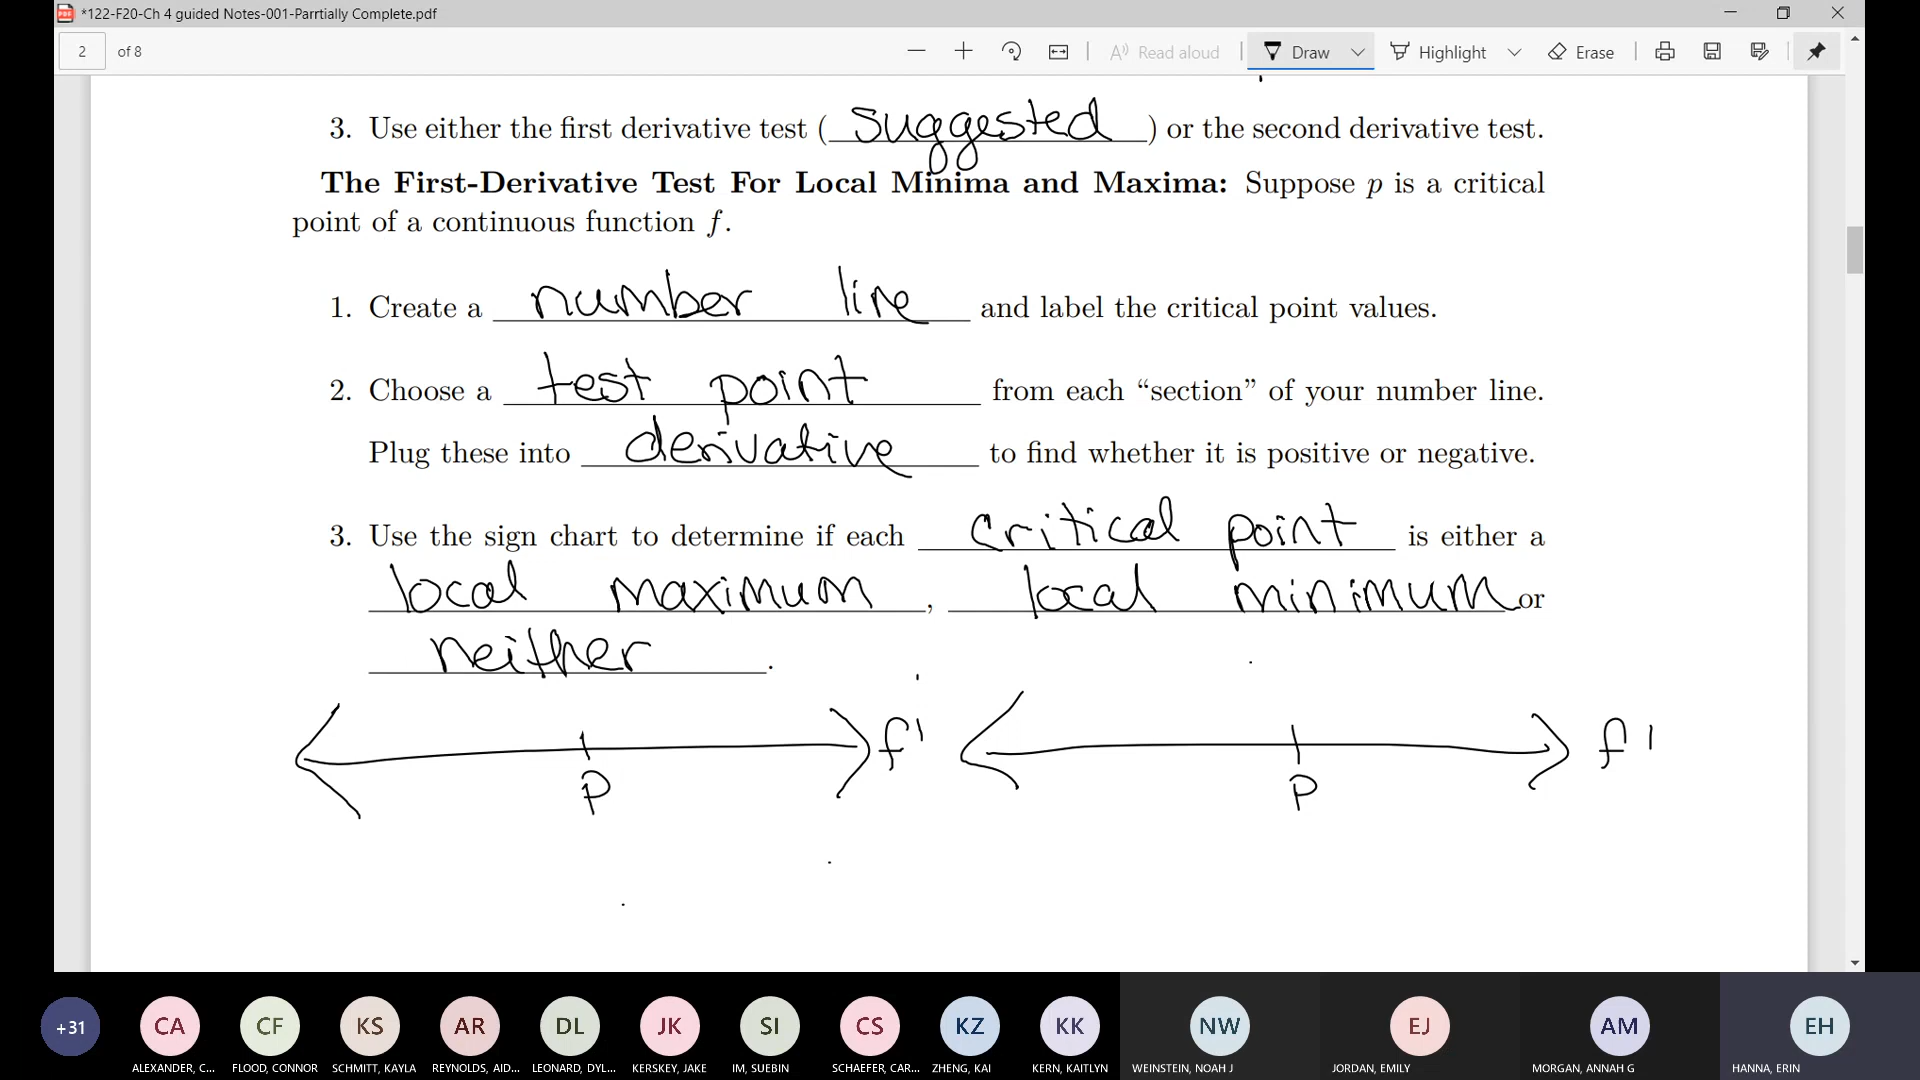 *122-F20-Ch 4 guided Notes-001-Parrtially Complete.pdf
2 of 8 Read aloud Draw Highlight Erase
3. Use either the first derivative test ( suggested ) or the second derivative test.
The First-Derivative Test For Local Minima and Maxima: Suppose p is a critical
point of a continuous function f.
1. Create a number line and label the critical point values.
2. Choose a test point from each “section” of your number line.
Plug these into derivative to find whether it is positive or negative.
3. Use the sign chart to determine if each critical point is either a
local maximum , local minimum or
neither .
f' f'
P P
+31 CA CF KS AR DL JK SI CS KZ KK NW EJ AM EH
ALEXANDER, C... FLOOD, CONNOR SCHMITT, KAYLA REYNOLDS, AID... LEONARD, DYL... KERSKEY, JAKE IM, SUEBIN SCHAEFER, CAR... ZHENG, KAI KERN, KAITLYN WEINSTEIN, NOAH J JORDAN, EMILY MORGAN, ANNAH G HANNA, ERIN